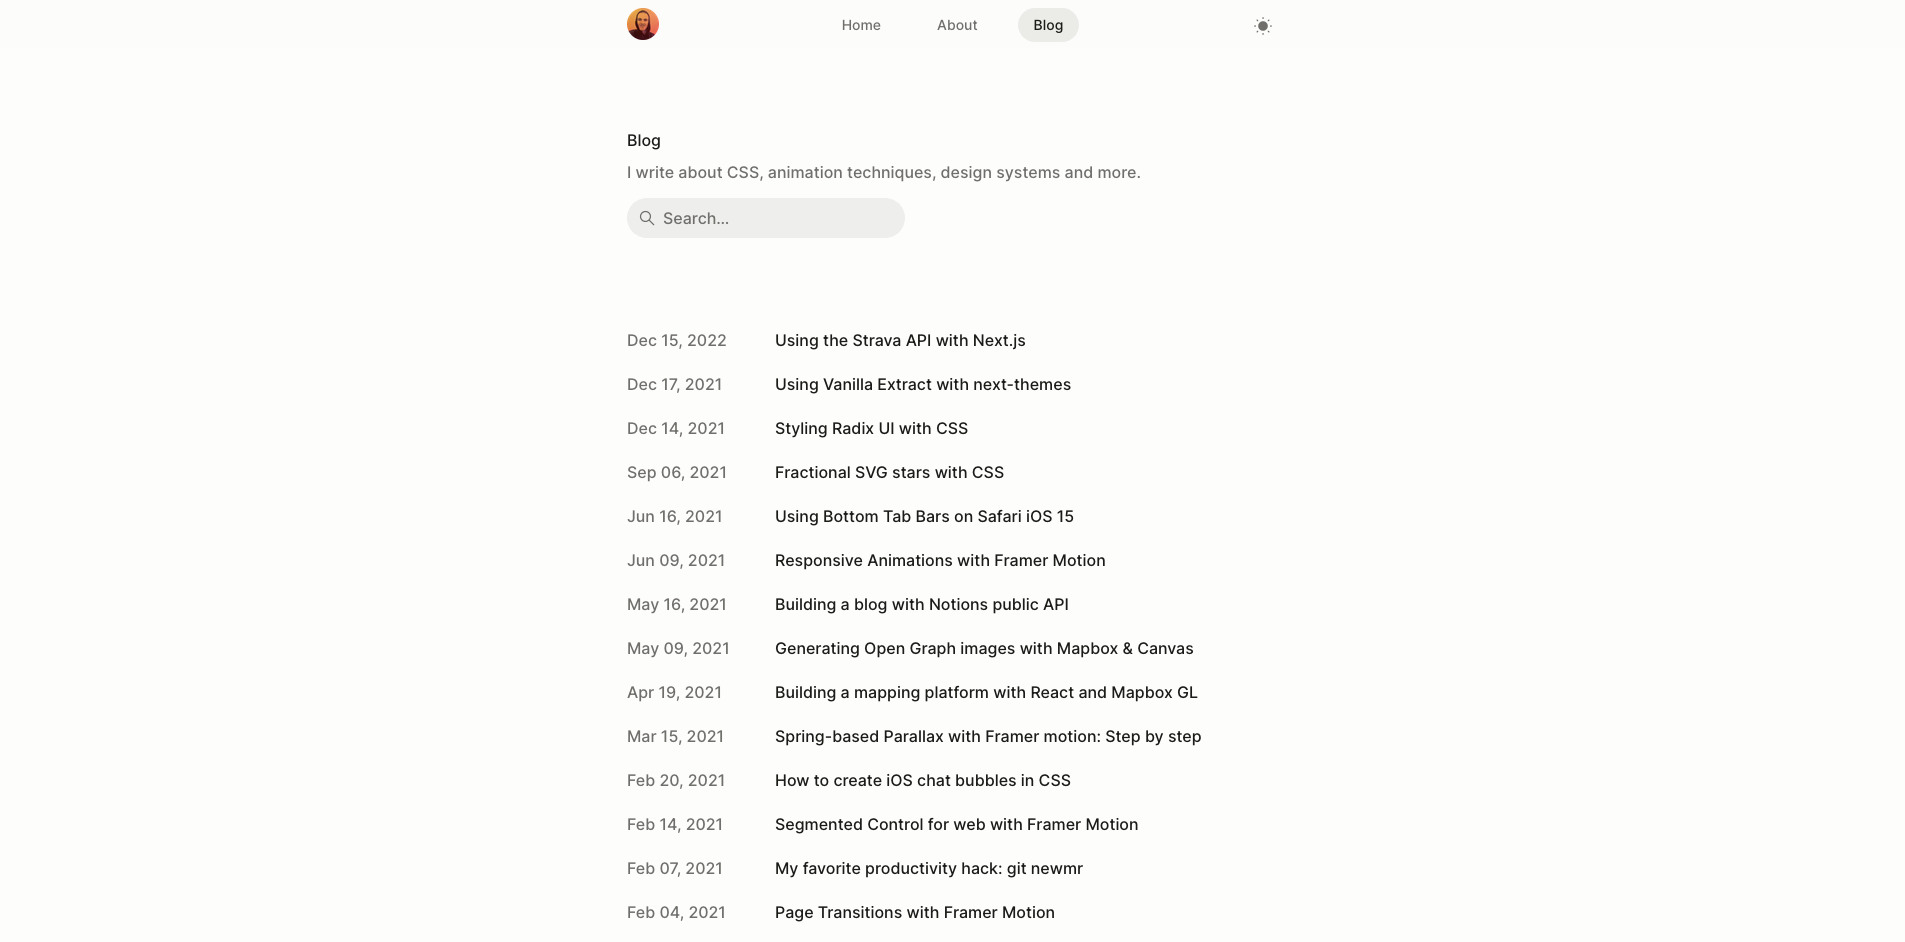 Home About Blog
Blog
I write about CSS, animation techniques, design systems and more.
Search...
Dec 15, 2022 Using the Strava API with Next.js
Dec 17, 2021 Using Vanilla Extract with next-themes
Dec 14, 2021 Styling Radix UI with CSS
Sep 06, 2021 Fractional SVG stars with CSS
Jun 16, 2021 Using Bottom Tab Bars on Safari iOS 15
Jun 09, 2021 Responsive Animations with Framer Motion
May 16, 2021 Building a blog with Notions public API
May 09, 2021 Generating Open Graph images with Mapbox & Canvas
Apr 19, 2021 Building a mapping platform with React and Mapbox GL
Mar 15, 2021 Spring-based Parallax with Framer motion: Step by step
Feb 20, 2021 How to create iOS chat bubbles in CSS
Feb 14, 2021 Segmented Control for web with Framer Motion
Feb 07, 2021 My favorite productivity hack: git newmr
Feb 04, 2021 Page Transitions with Framer Motion